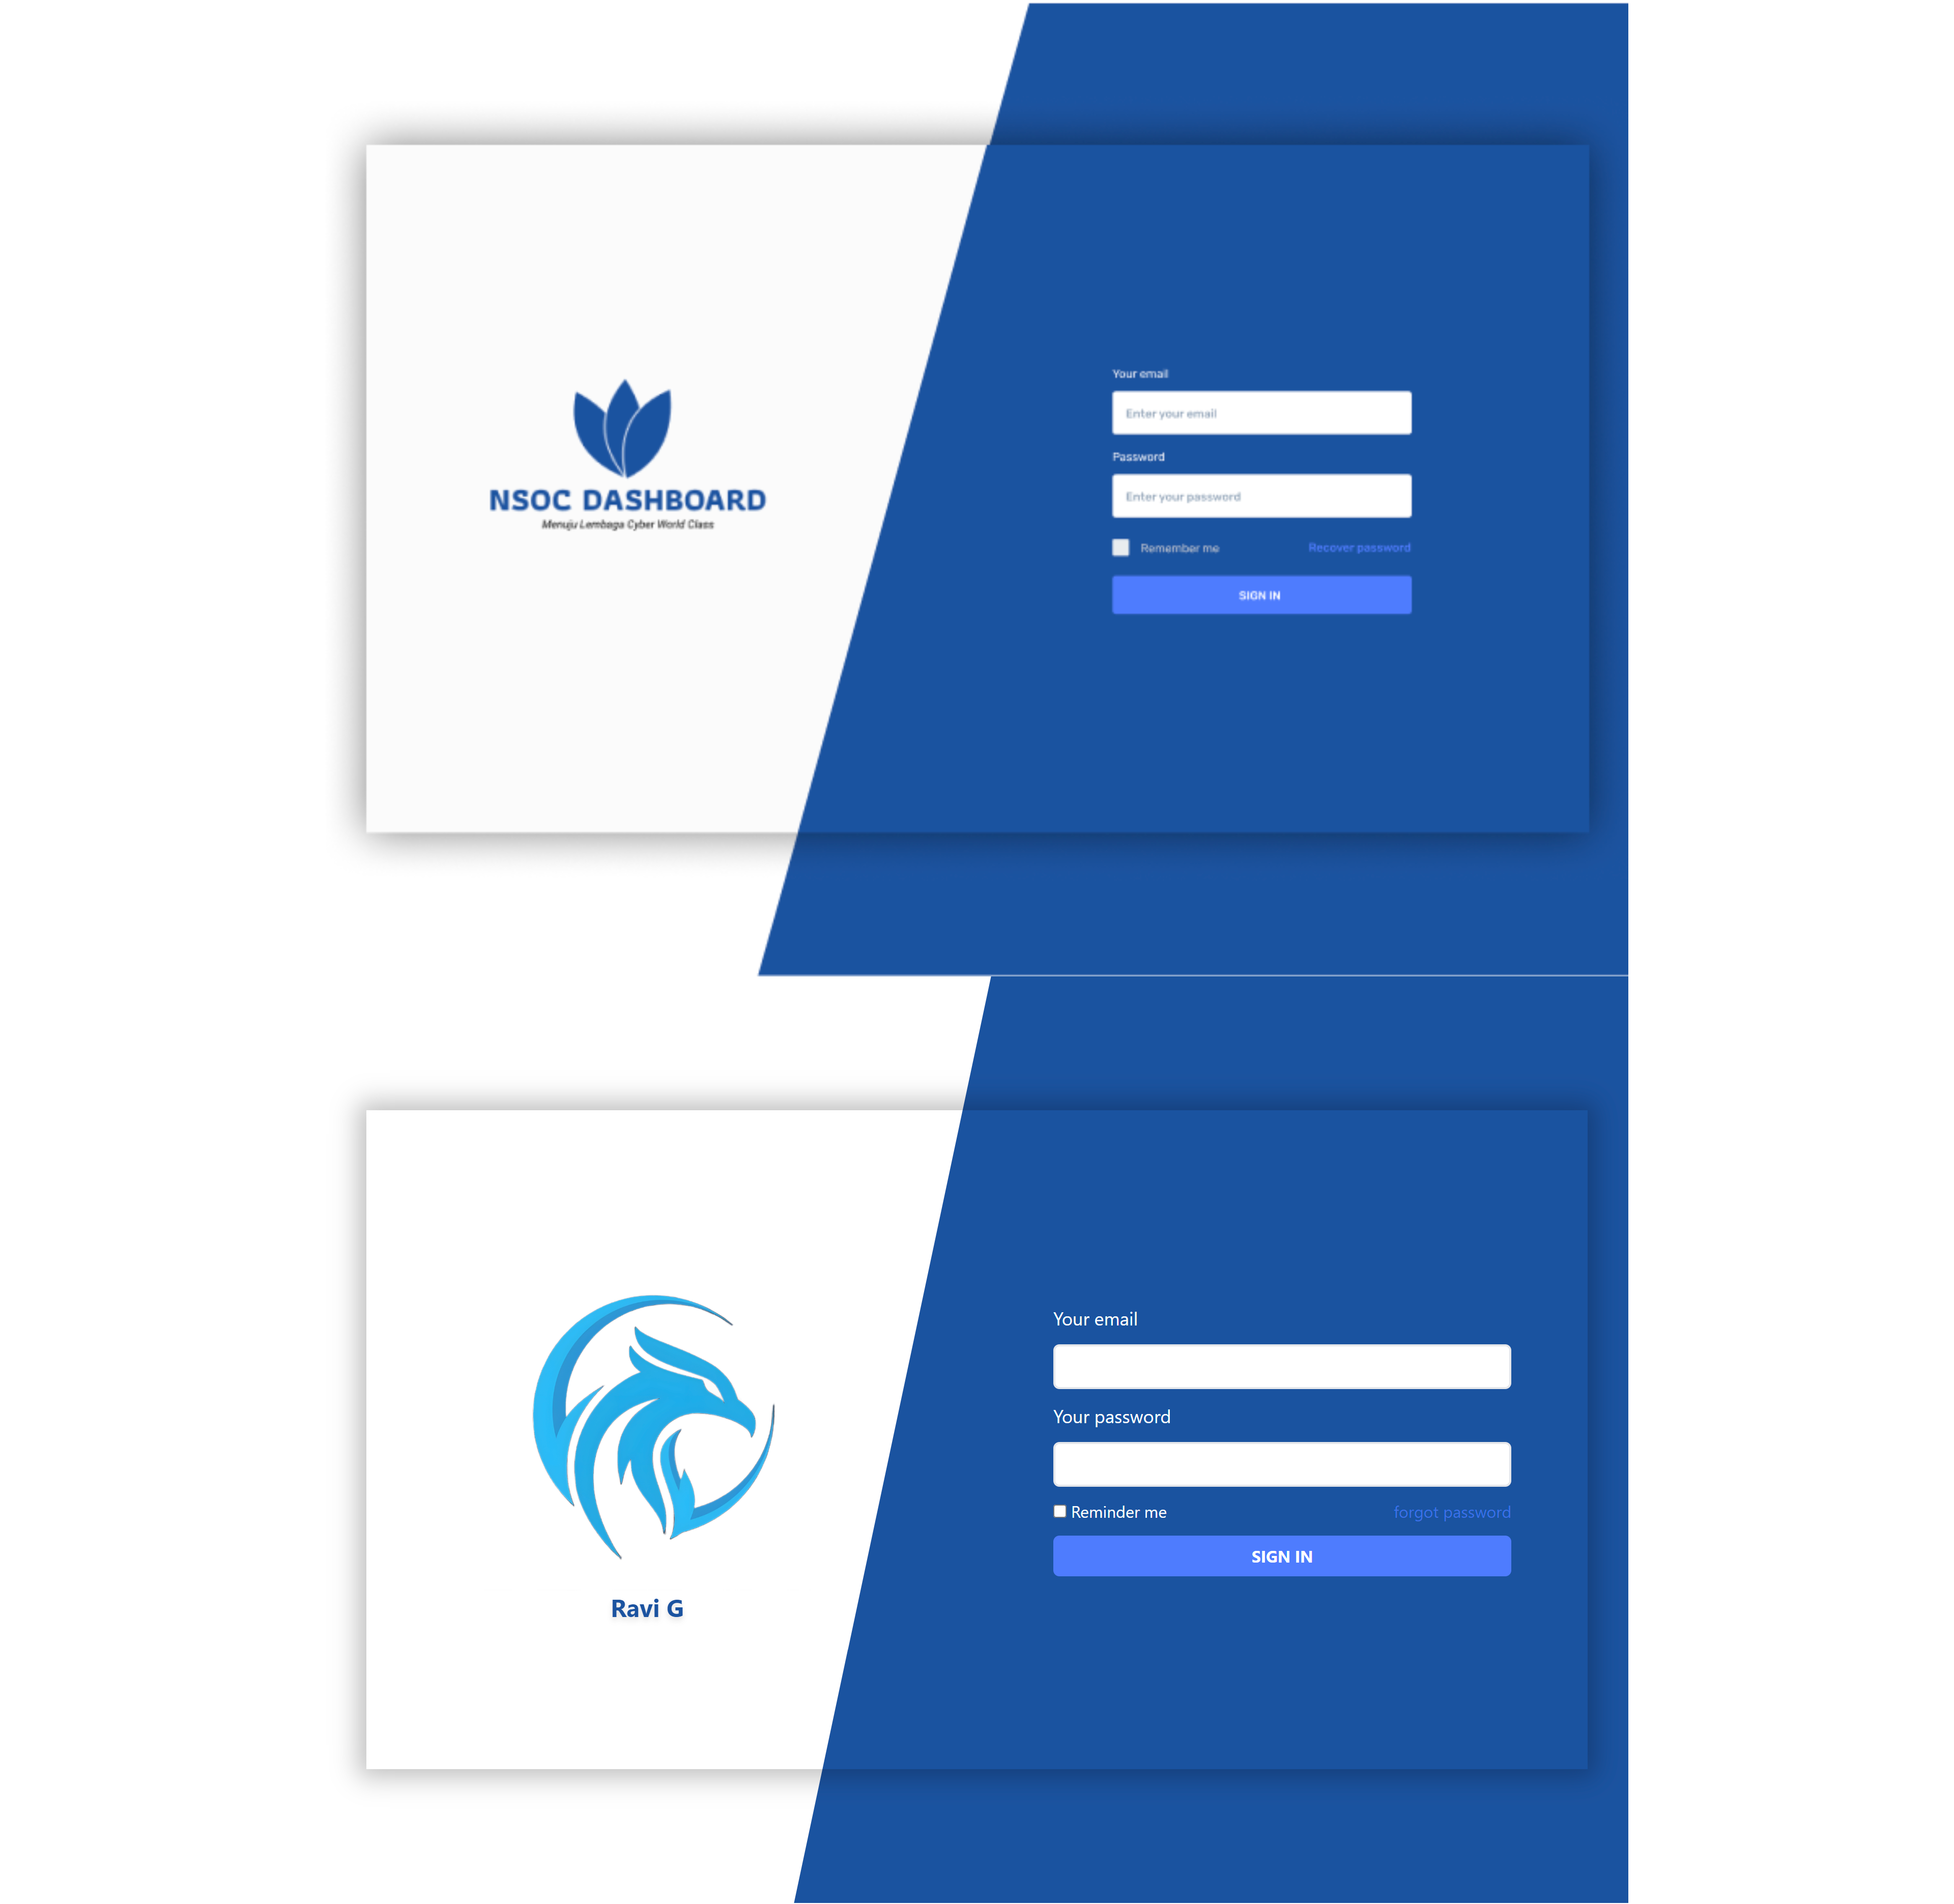 NSOC DASHBOARD
Menuju Lembaga Cyber World Class
Your email
Enter your email
Password
Enter your password
Remember me
Recover password
SIGN IN
Ravi G
Your email
Your password
Reminder me
forgot password
SIGN IN